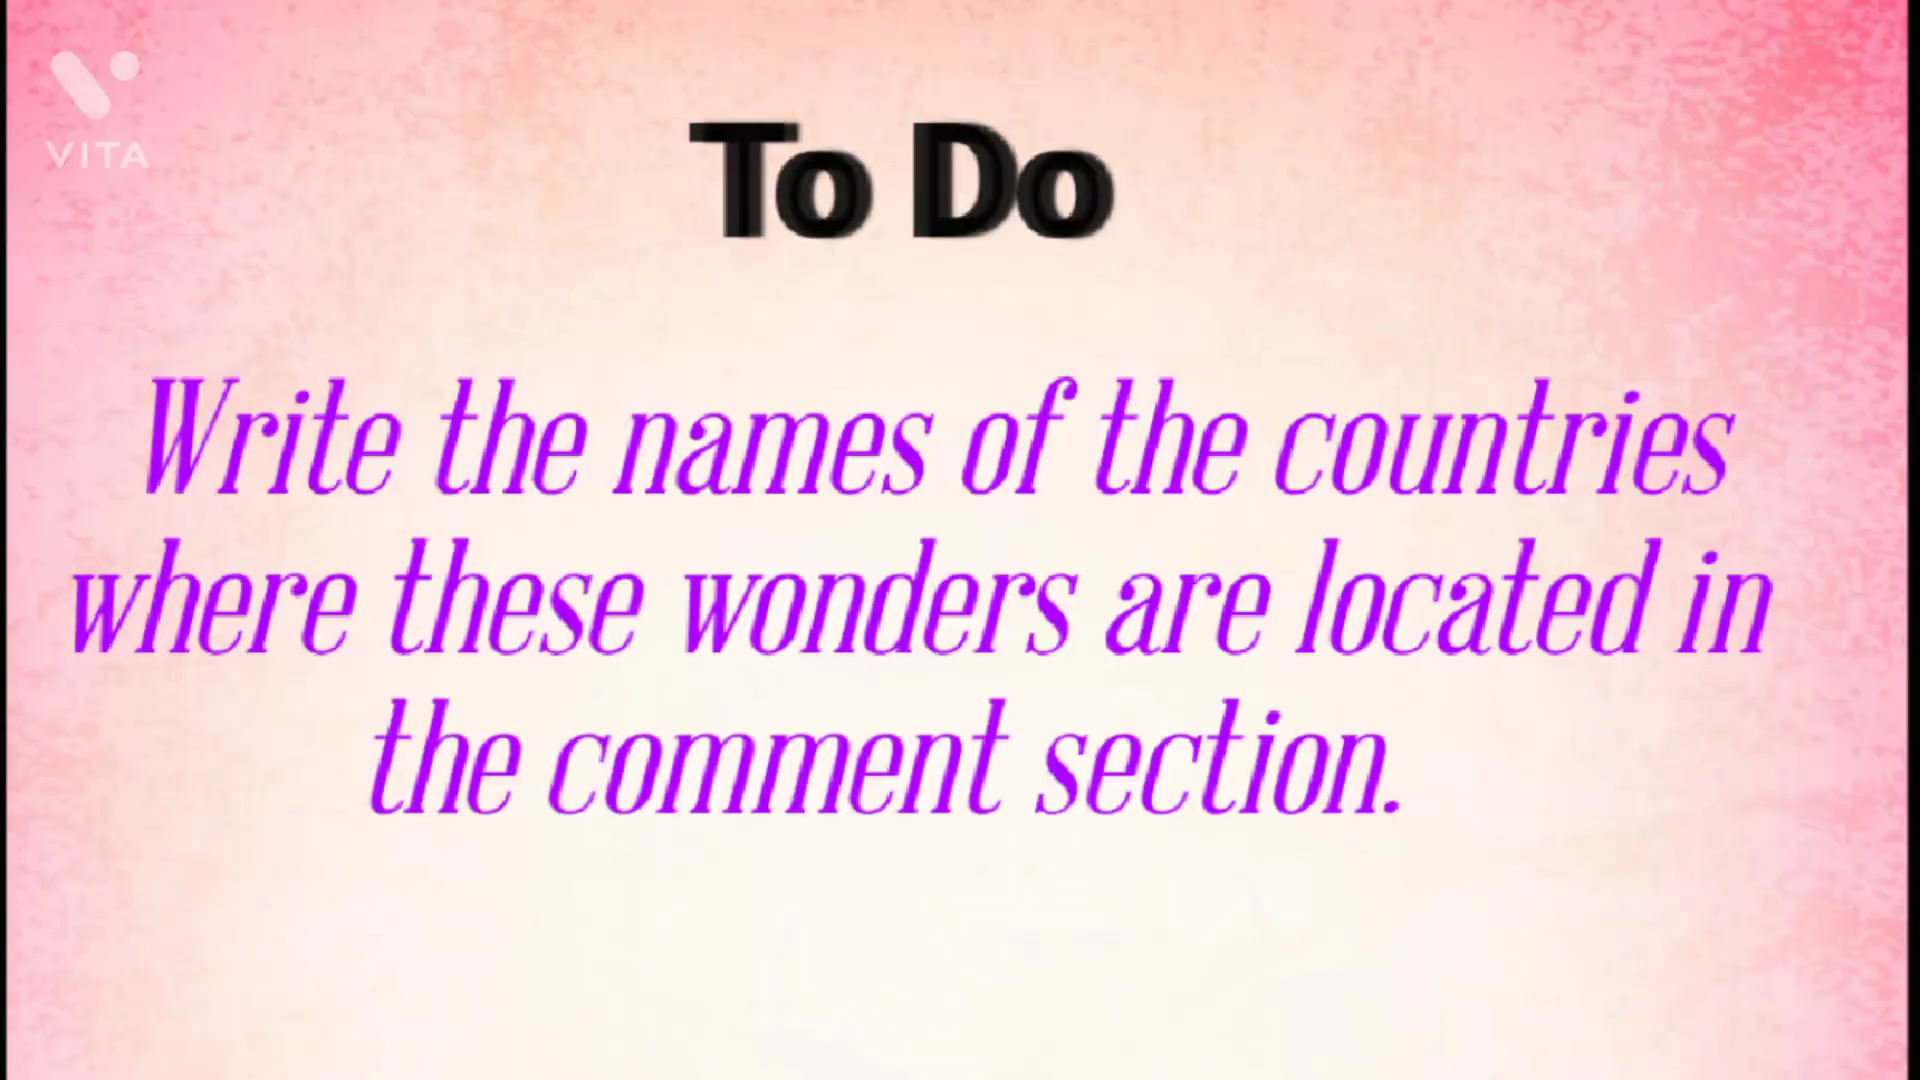 VITA
To Do
Write the names of the countries
where these wonders are located in
the comment section.